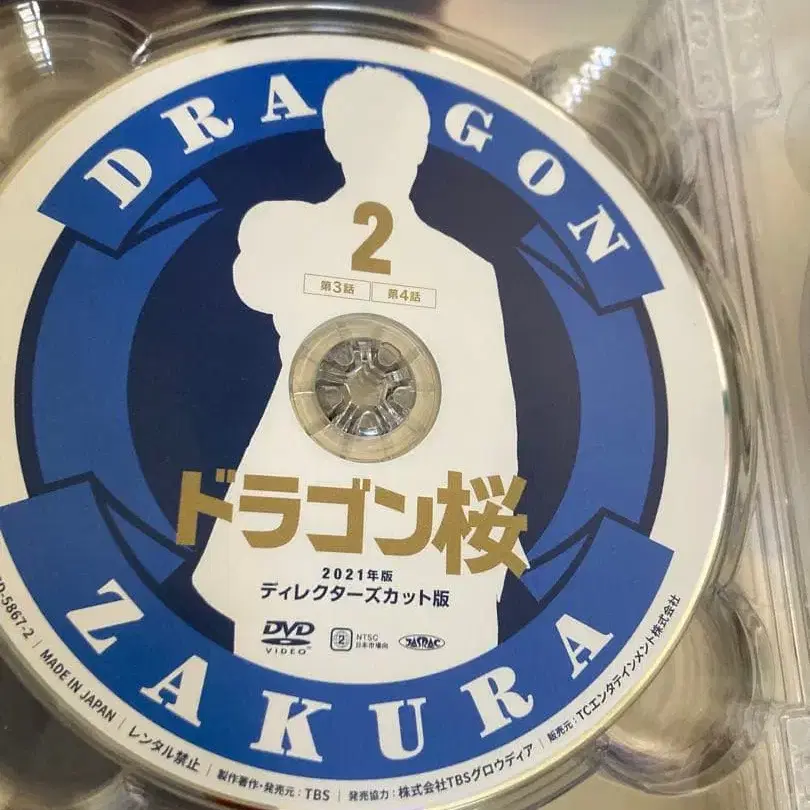 DRAGON
2
第3話 第4話
ドラゴン桜
2021年版
ディレクターズカット版
DVD
VIDEO
2
NTSC
日本市場向
JASRAC
ZAKURA
D-5867-2 | MADE IN JAPAN | レンタル禁止 | 製作著作・発売元:TBS | 発売協力:株式会社TBSグロウディア | 販売元:TCエンタテインメント株式会社